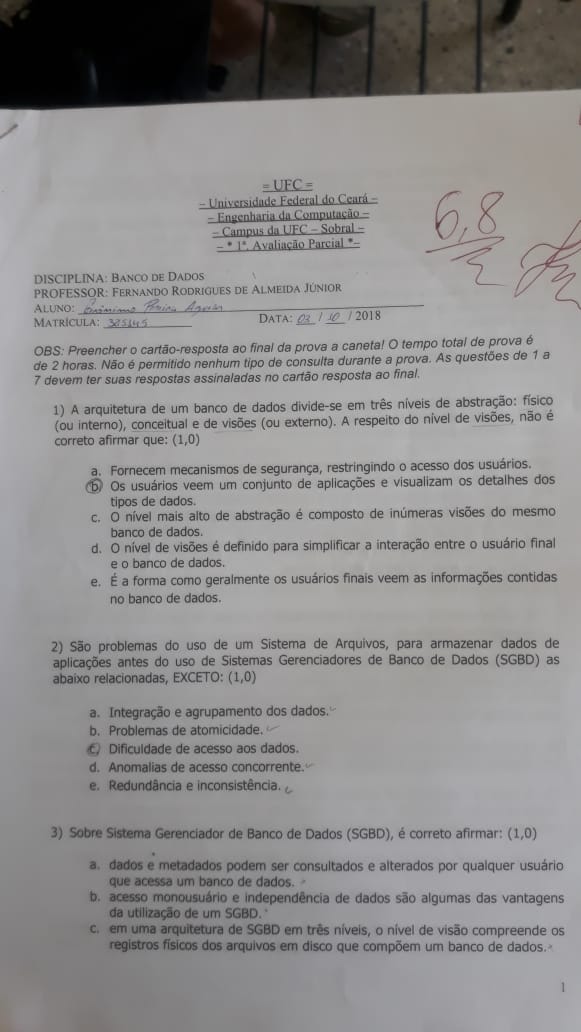 = UFC =
– Universidade Federal do Ceará –
– Engenharia da Computação –
– Campus da UFC – Sobral –
– * 1ª. Avaliação Parcial *–
6,8
DISCIPLINA: BANCO DE DADOS
PROFESSOR: FERNANDO RODRIGUES DE ALMEIDA JÚNIOR
ALUNO:
MATRÍCULA: 385145 DATA: 03 / 10 / 2018
OBS: Preencher o cartão-resposta ao final da prova a caneta! O tempo total de prova é
de 2 horas. Não é permitido nenhum tipo de consulta durante a prova. As questões de 1 a
7 devem ter suas respostas assinaladas no cartão resposta ao final.
1) A arquitetura de um banco de dados divide-se em três níveis de abstração: físico
(ou interno), conceitual e de visões (ou externo). A respeito do nível de visões, não é
correto afirmar que: (1,0)
a. Fornecem mecanismos de segurança, restringindo o acesso dos usuários.
b. Os usuários veem um conjunto de aplicações e visualizam os detalhes dos
tipos de dados.
c. O nível mais alto de abstração é composto de inúmeras visões do mesmo
banco de dados.
d. O nível de visões é definido para simplificar a interação entre o usuário final
e o banco de dados.
e. É a forma como geralmente os usuários finais veem as informações contidas
no banco de dados.
2) São problemas do uso de um Sistema de Arquivos, para armazenar dados de
aplicações antes do uso de Sistemas Gerenciadores de Banco de Dados (SGBD) as
abaixo relacionadas, EXCETO: (1,0)
a. Integração e agrupamento dos dados.
b. Problemas de atomicidade.
c. Dificuldade de acesso aos dados.
d. Anomalias de acesso concorrente.
e. Redundância e inconsistência.
3) Sobre Sistema Gerenciador de Banco de Dados (SGBD), é correto afirmar: (1,0)
a. dados e metadados podem ser consultados e alterados por qualquer usuário
que acessa um banco de dados.
b. acesso monousuário e independência de dados são algumas das vantagens
da utilização de um SGBD.
c. em uma arquitetura de SGBD em três níveis, o nível de visão compreende os
registros físicos dos arquivos em disco que compõem um banco de dados.
1